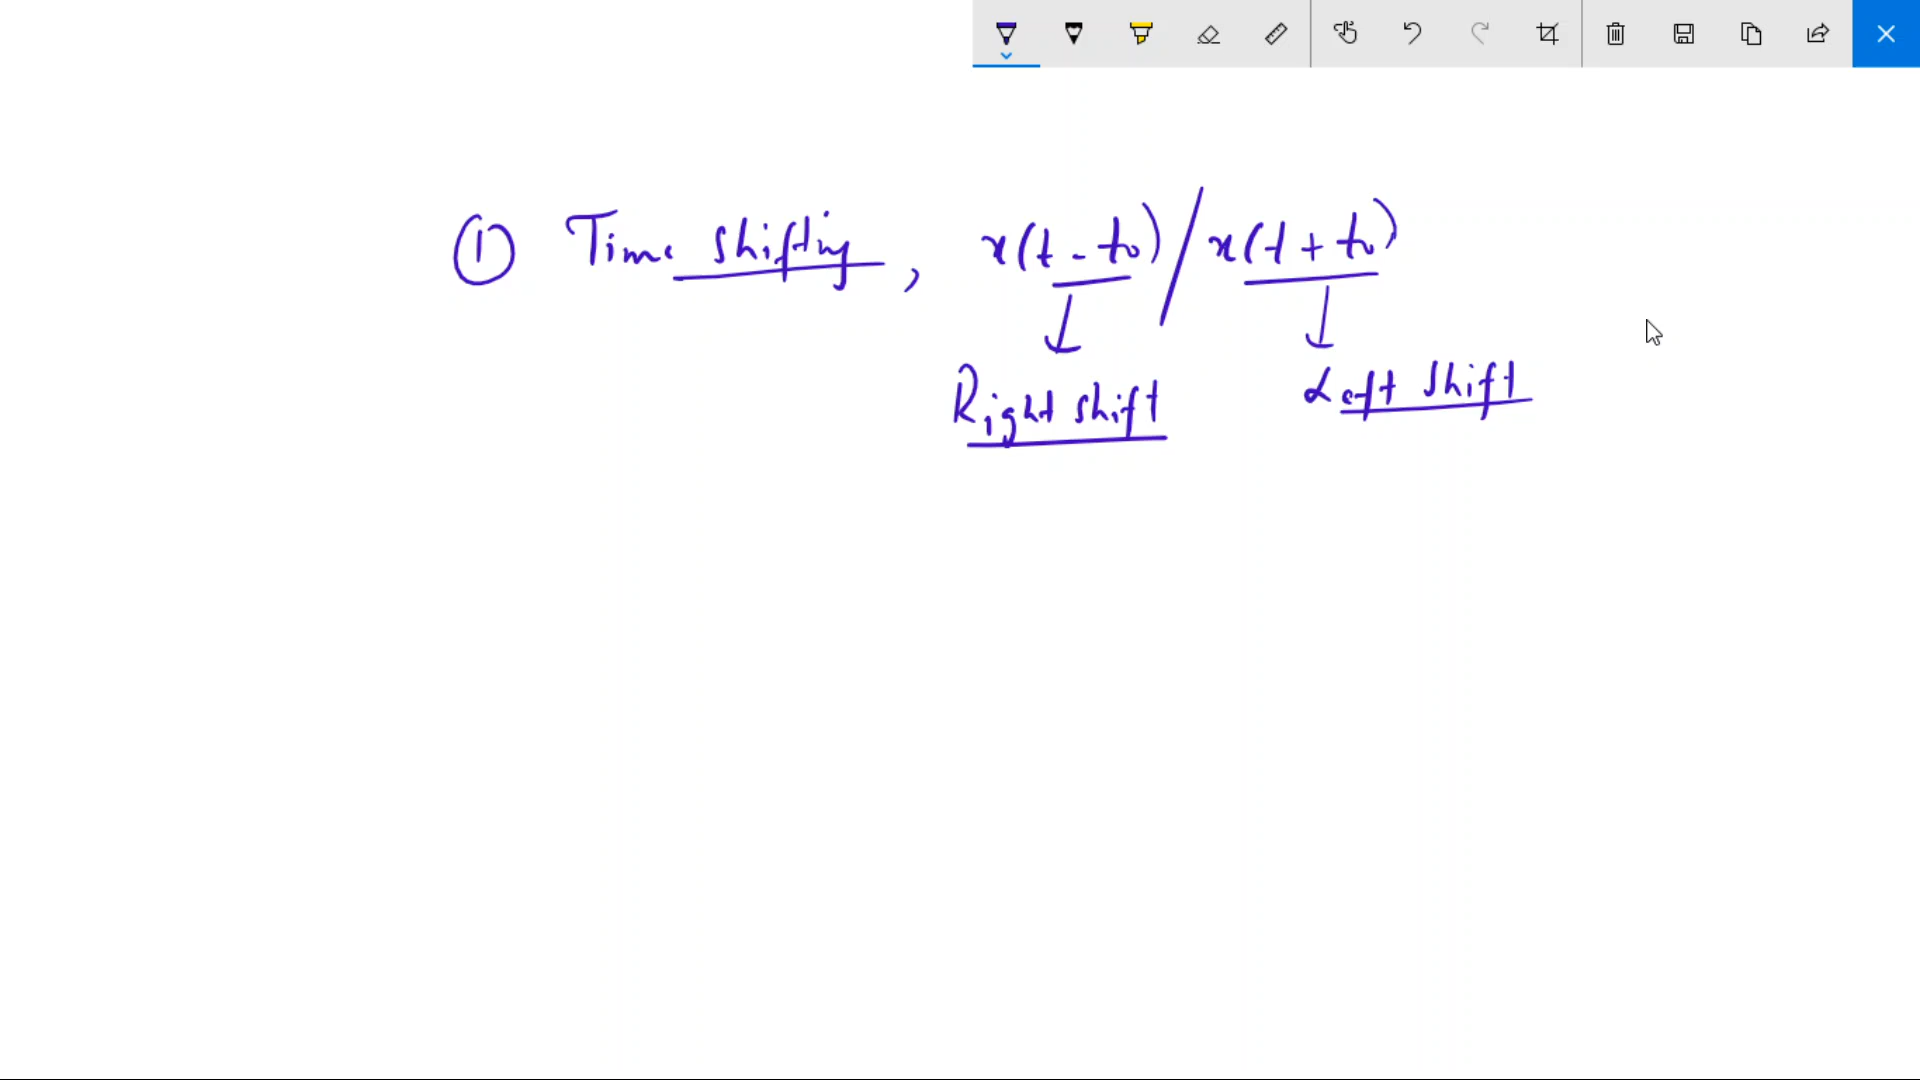 ① Time shifting, x(t - t₀) / x(t + t₀)
Right shift Left shift